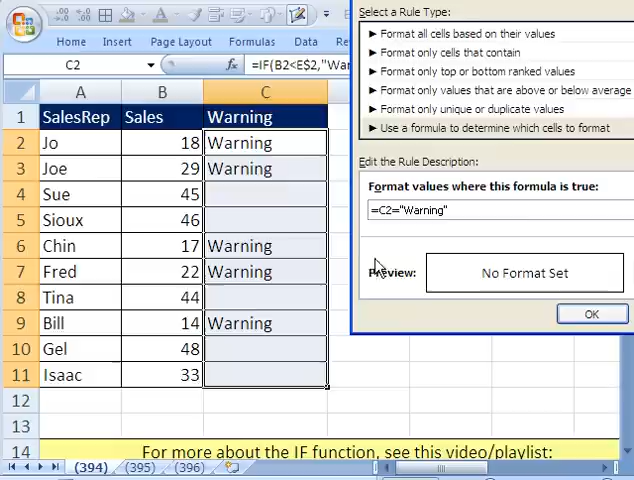 Select a Rule Type:
► Format all cells based on their values
► Format only cells that contain
► Format only top or bottom ranked values
► Format only values that are above or below average
► Format only unique or duplicate values
► Use a formula to determine which cells to format
Edit the Rule Description:
Format values where this formula is true:
=C2="Warning"
Preview:
No Format Set
OK
Home Insert Page Layout Formulas Data
C2 fx =IF(B2<E$2,"War
A B C
1 SalesRep Sales Warning
2 Jo 18 Warning
3 Joe 29 Warning
4 Sue 45
5 Sioux 46
6 Chin 17 Warning
7 Fred 22 Warning
8 Tina 44
9 Bill 14 Warning
10 Gel 48
11 Isaac 33
12
13
14 For more about the IF function, see this video/playlist:
(394) (395) (396)